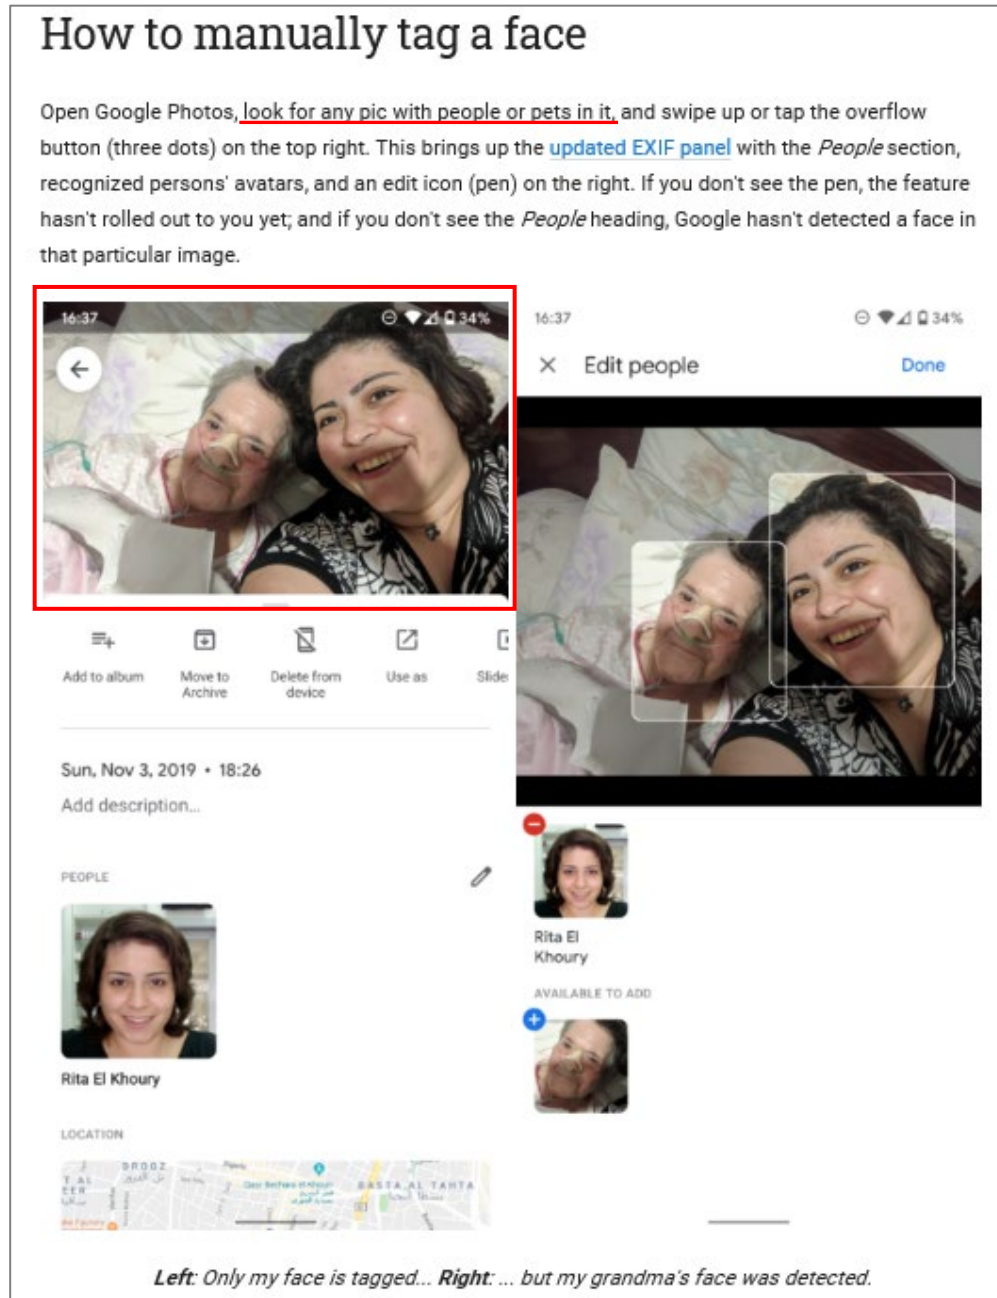 How to manually tag a face
Open Google Photos, look for any pic with people or pets in it, and swipe up or tap the overflow
button (three dots) on the top right. This brings up the updated EXIF panel with the People section,
recognized persons' avatars, and an edit icon (pen) on the right. If you don't see the pen, the feature
hasn't rolled out to you yet; and if you don't see the People heading, Google hasn't detected a face in
that particular image.
16:37
34%
Add to album
Move to
Archive
Delete from
device
Use as
Slide
Sun, Nov 3, 2019 • 18:26
Add description...
PEOPLE
Rita El Khoury
LOCATION
BASTA AL TAHTA
16:37
34%
Edit people
Done
Rita El
Khoury
AVAILABLE TO ADD
Left: Only my face is tagged... Right: ... but my grandma's face was detected.